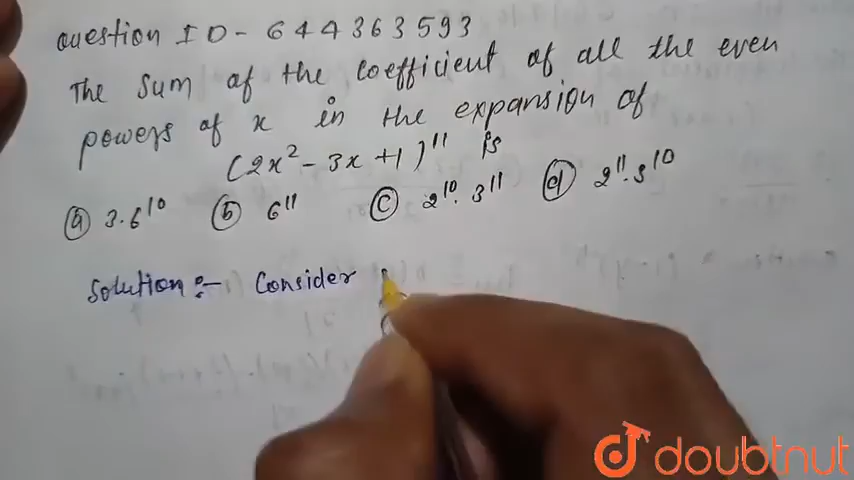 Question ID - 644363593
The sum of the coefficient of all the even
powers of x in the expansion of
(2x² - 3x + 1)¹¹ is
(a) 3·6¹⁰ (b) 6¹¹ (c) 2¹⁰·3¹¹ (d) 2¹¹·3¹⁰
Solution :- Consider
doubtnut